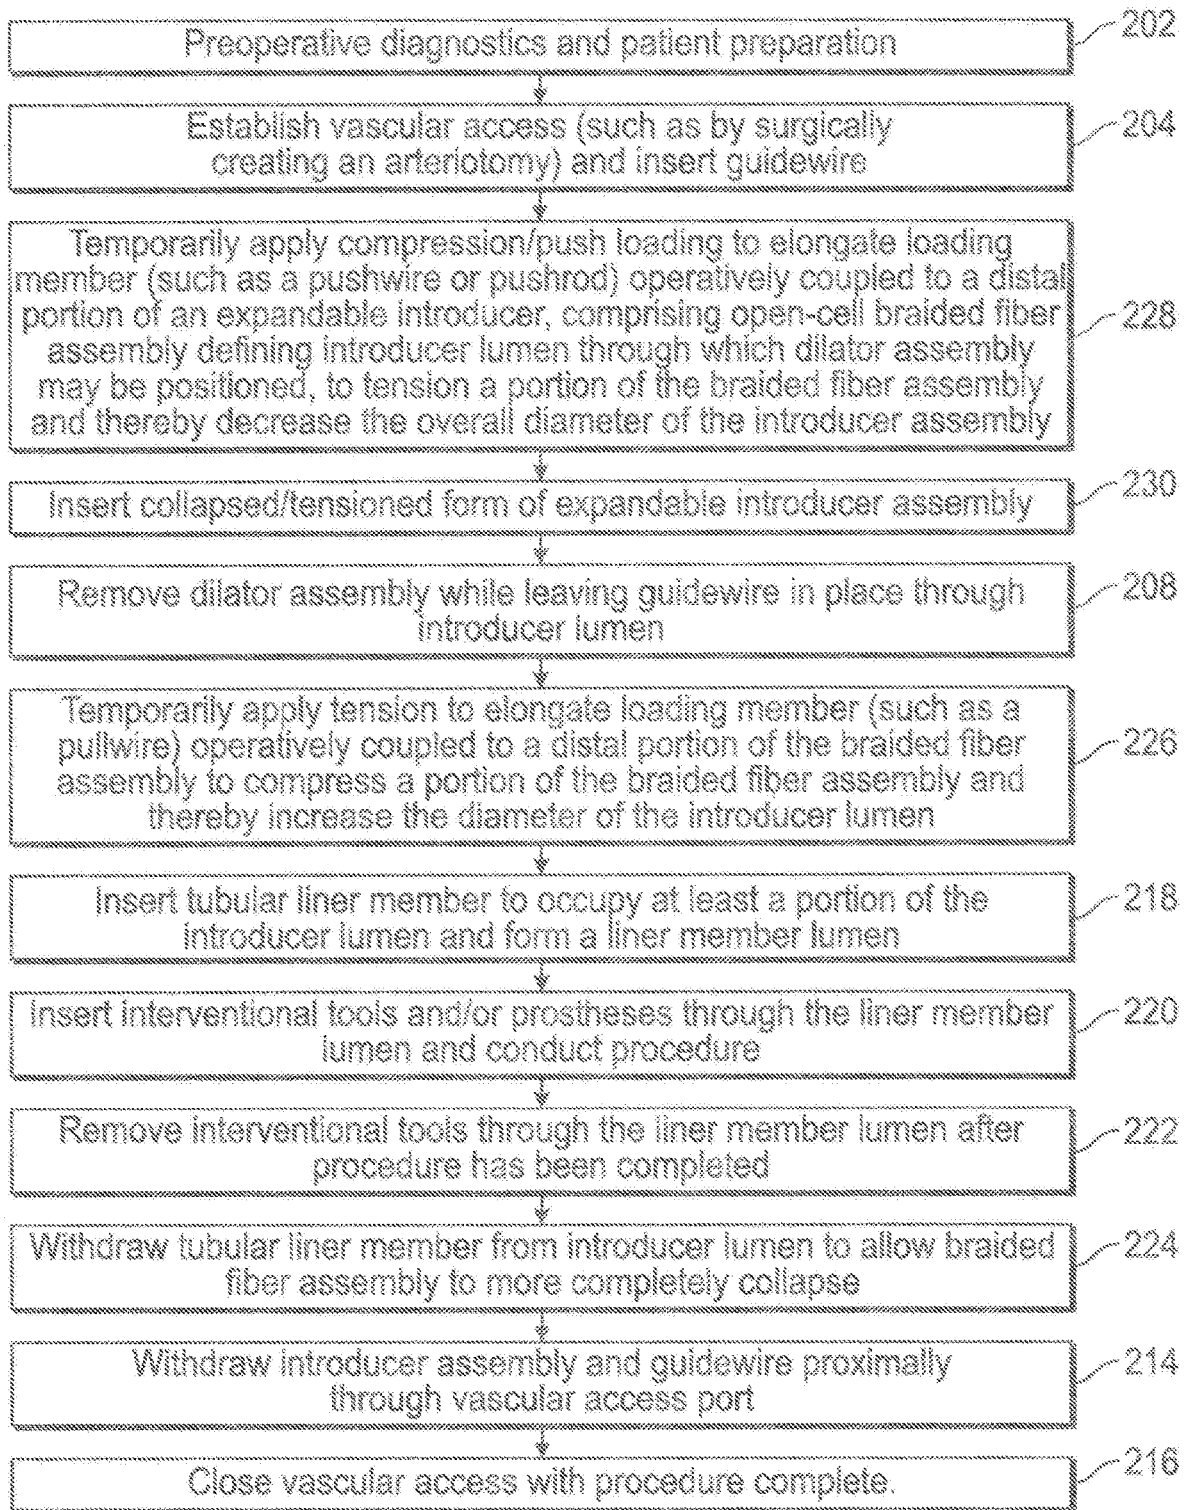 Preoperative diagnostics and patient preparation
202
Establish vascular access (such as by surgically
creating an arteriotomy) and insert guidewire
204
Temporarily apply compression/push loading to elongate loading
member (such as a pushwire or pushrod) operatively coupled to a distal
portion of an expandable introducer, comprising open-cell braided fiber
assembly defining introducer lumen through which dilator assembly
may be positioned, to tension a portion of the braided fiber assembly
and thereby decrease the overall diameter of the introducer assembly
228
Insert collapsed/tensioned form of expandable introducer assembly
230
Remove dilator assembly while leaving guidewire in place through
introducer lumen
208
Temporarily apply tension to elongate loading member (such as a
pullwire) operatively coupled to a distal portion of the braided fiber
assembly to compress a portion of the braided fiber assembly and
thereby increase the diameter of the introducer lumen
226
Insert tubular liner member to occupy at least a portion of the
introducer lumen and form a liner member lumen
218
Insert interventional tools and/or prostheses through the liner member
lumen and conduct procedure
220
Remove interventional tools through the liner member lumen after
procedure has been completed
222
Withdraw tubular liner member from introducer lumen to allow braided
fiber assembly to more completely collapse
224
Withdraw introducer assembly and guidewire proximally
through vascular access port
214
Close vascular access with procedure complete.
216